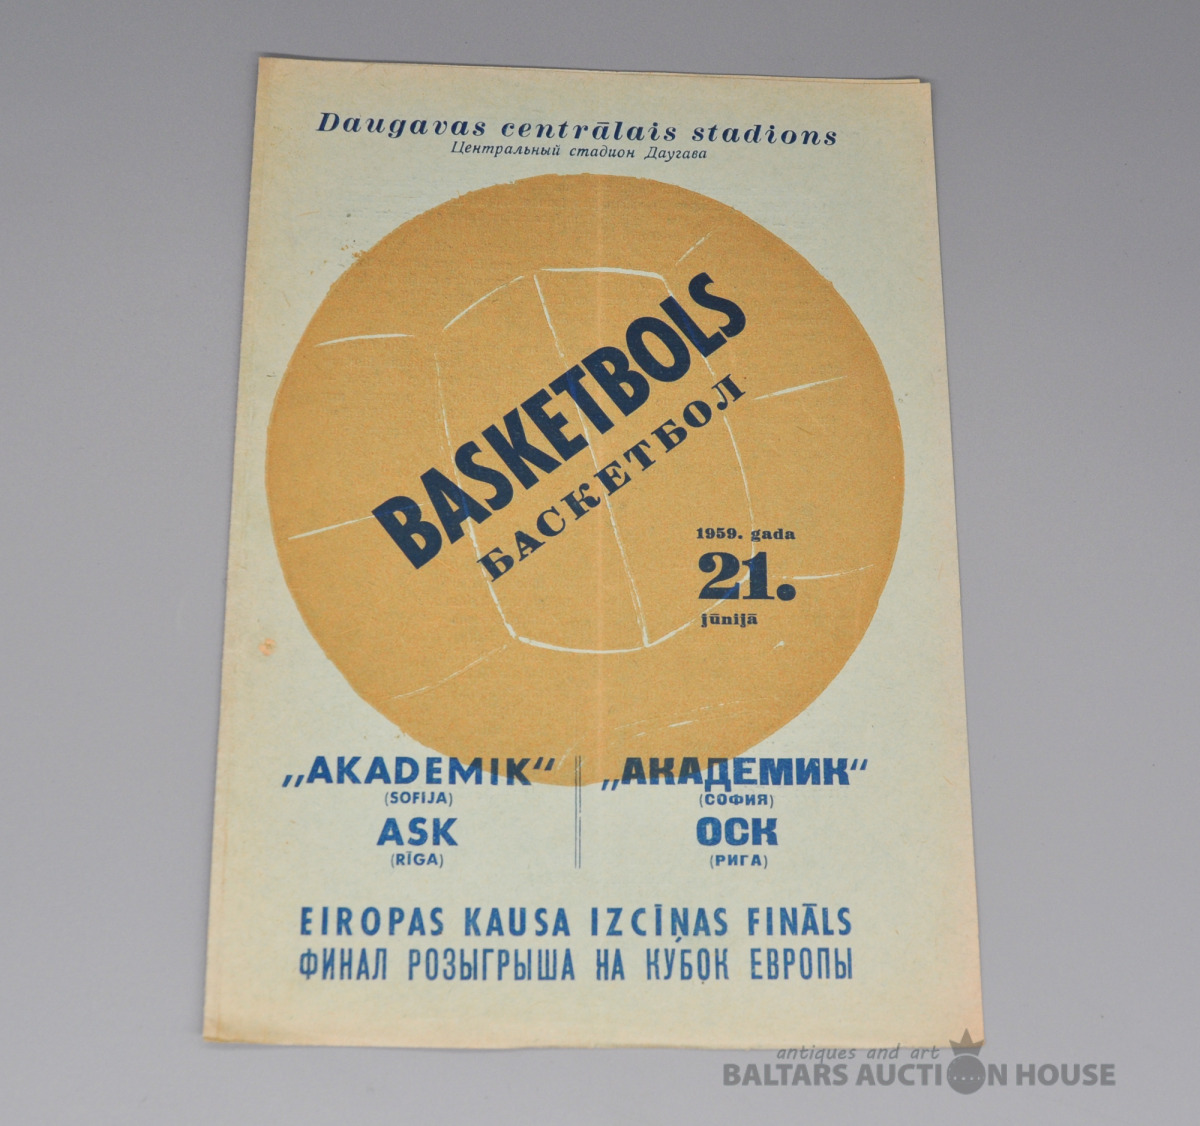 Daugavas centrālais stadions
Центральный стадион Даугава
BASKETBOLS
БАСКЕТБОЛ
1959. gada
21.
jūnijā
„AKADEMIK“
(SOFIJA)
ASK
(RĪGA)
„АКАДЕМИК“
(СОФИЯ)
ОСК
(РИГА)
EIROPAS KAUSA IZCĪŅAS FINĀLS
ФИНАЛ РОЗЫГРЫША НА КУБОК ЕВРОПЫ
antiques and art
BALTARS AUCTION HOUSE